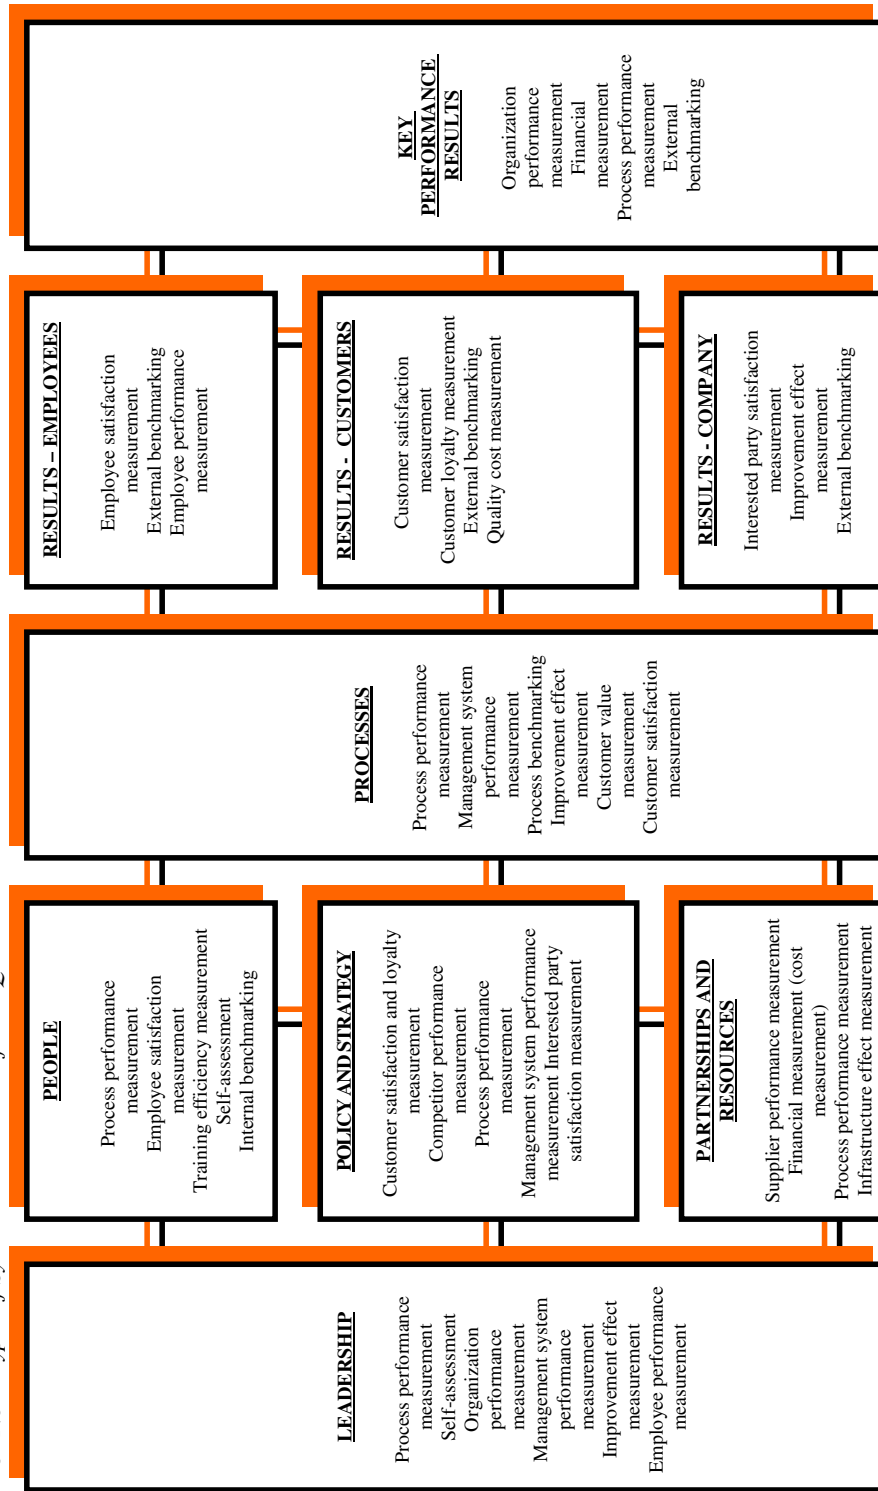 LEADERSHIP
Process performance
measurement
Self-assessment
Organization
performance
measurement
Management system
performance
measurement
Improvement effect
measurement
Employee performance
measurement
PEOPLE
Process performance
measurement
Employee satisfaction
measurement
Training efficiency measurement
Self-assessment
Internal benchmarking
POLICY AND STRATEGY
Customer satisfaction and loyalty
measurement
Competitor performance
measurement
Process performance
measurement
Management system performance
measurement Interested party
satisfaction measurement
PARTNERSHIPS AND
RESOURCES
Supplier performance measurement
Financial measurement (cost
measurement)
Process performance measurement
Infrastructure effect measurement
PROCESSES
Process performance
measurement
Management system
performance
measurement
Process benchmarking
Improvement effect
measurement
Customer value
measurement
Customer satisfaction
measurement
RESULTS – EMPLOYEES
Employee satisfaction
measurement
External benchmarking
Employee performance
measurement
RESULTS - CUSTOMERS
Customer satisfaction
measurement
Customer loyalty measurement
External benchmarking
Quality cost measurement
RESULTS - COMPANY
Interested party satisfaction
measurement
Improvement effect
measurement
External benchmarking
KEY
PERFORMANCE
RESULTS
Organization
performance
measurement
Financial
measurement
Process performance
measurement
External
benchmarking